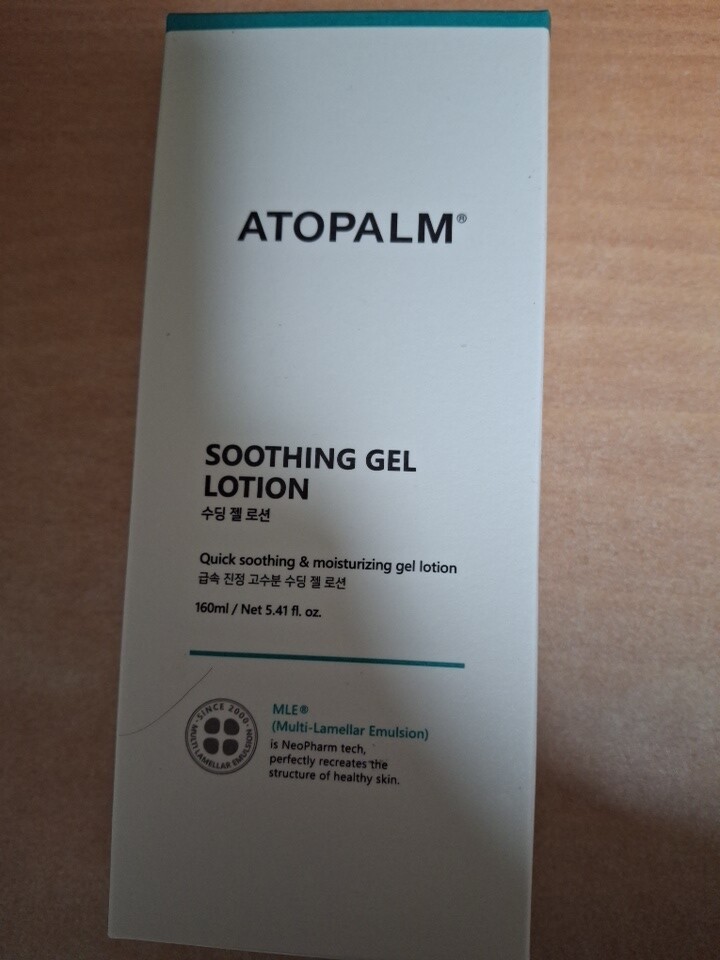 ATOPALM®
SOOTHING GEL
LOTION
수딩 젤 로션
Quick soothing & moisturizing gel lotion
급속 진정 고수분 수딩 젤 로션
160ml / Net 5.41 fl. oz.
·SINCE 2000·
MULTI LAMELLAR EMULSION
MLE®
(Multi-Lamellar Emulsion)
is NeoPharm tech,
perfectly recreates the
structure of healthy skin.